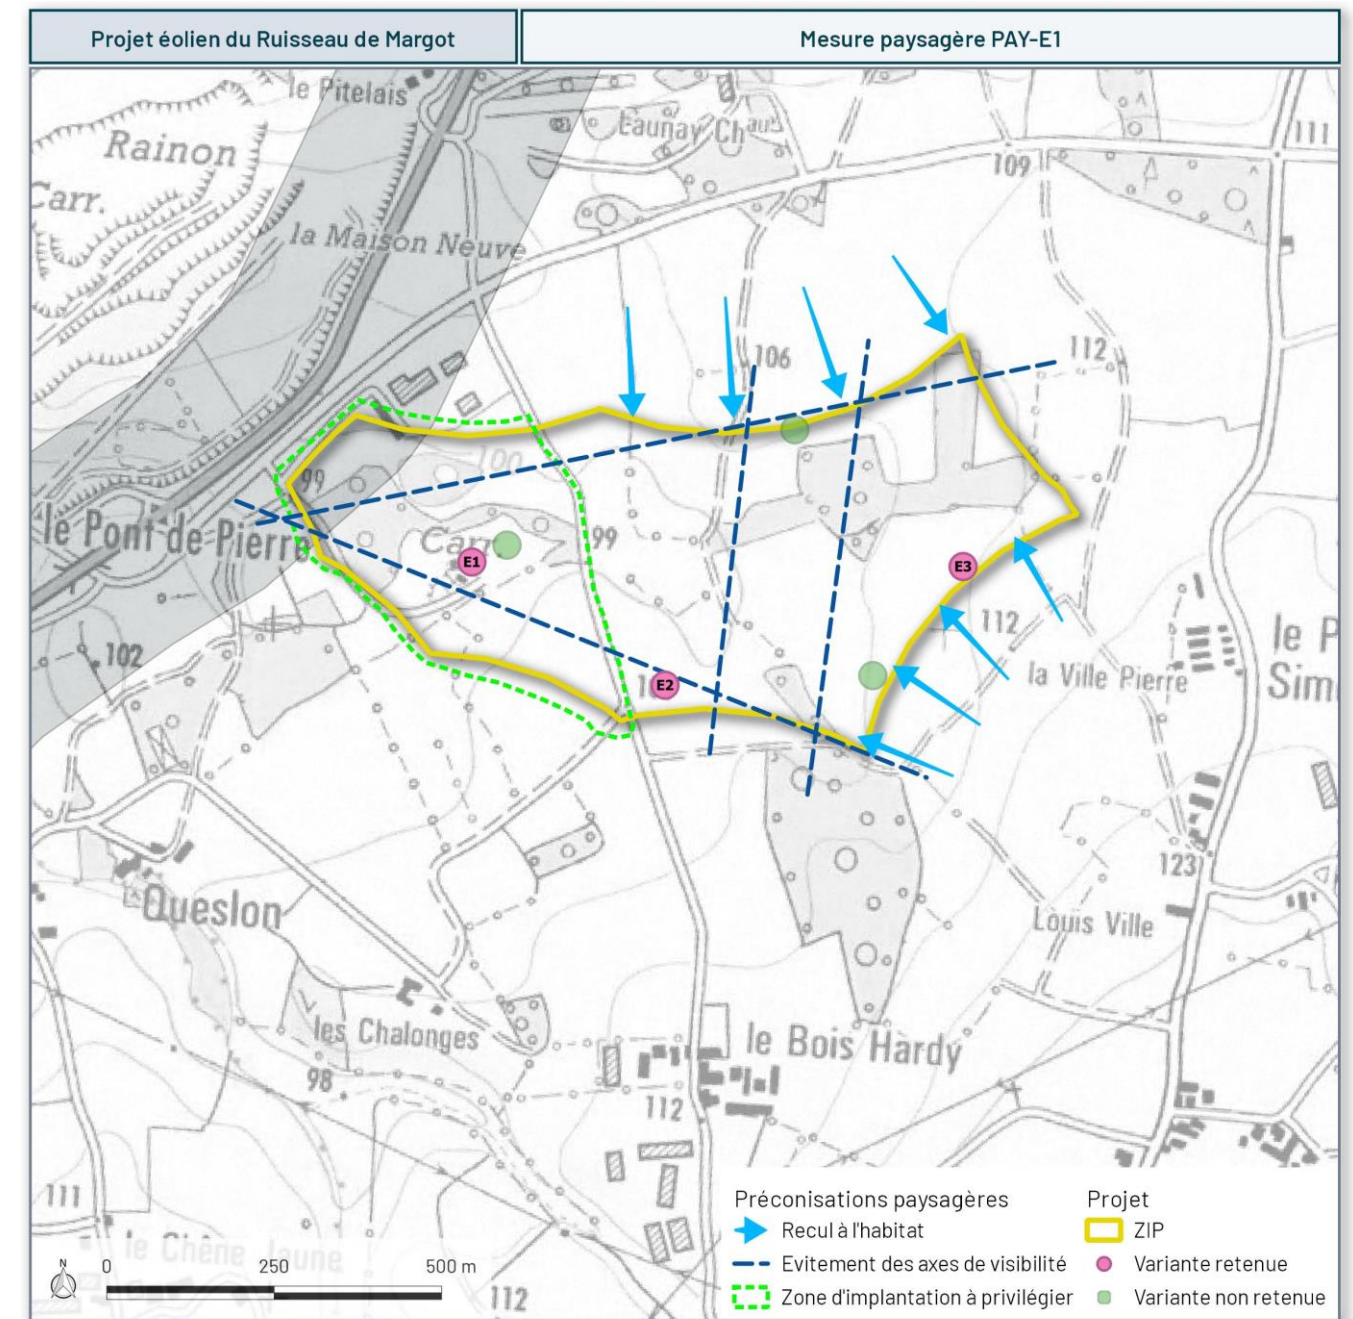 Projet éolien du Ruisseau de Margot
Mesure paysagère PAY-E1
le Pitelais
Rainon
Launay Chau
111
109
Carr.
la Maison Neuve
106
112
100
99
le Pont de Pierre
Carr.
99
E1
E3
112
le P
102
la Ville Pierre
Sim
E2
123
Queslon
Louis Ville
les Chalonges
le Bois Hardy
98
112
111
le Chêne Jaune
112
N
0 250 500 m
Préconisations paysagères
Recul à l'habitat
Evitement des axes de visibilité
Zone d'implantation à privilégier
Projet
ZIP
Variante retenue
Variante non retenue